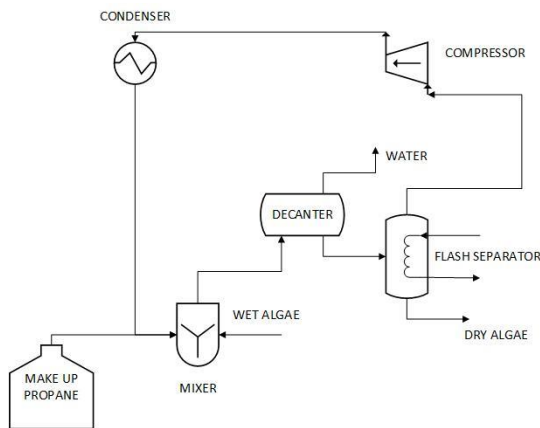 CONDENSER
COMPRESSOR
WATER
DECANTER
FLASH SEPARATOR
WET ALGAE
DRY ALGAE
MIXER
MAKE UP
PROPANE